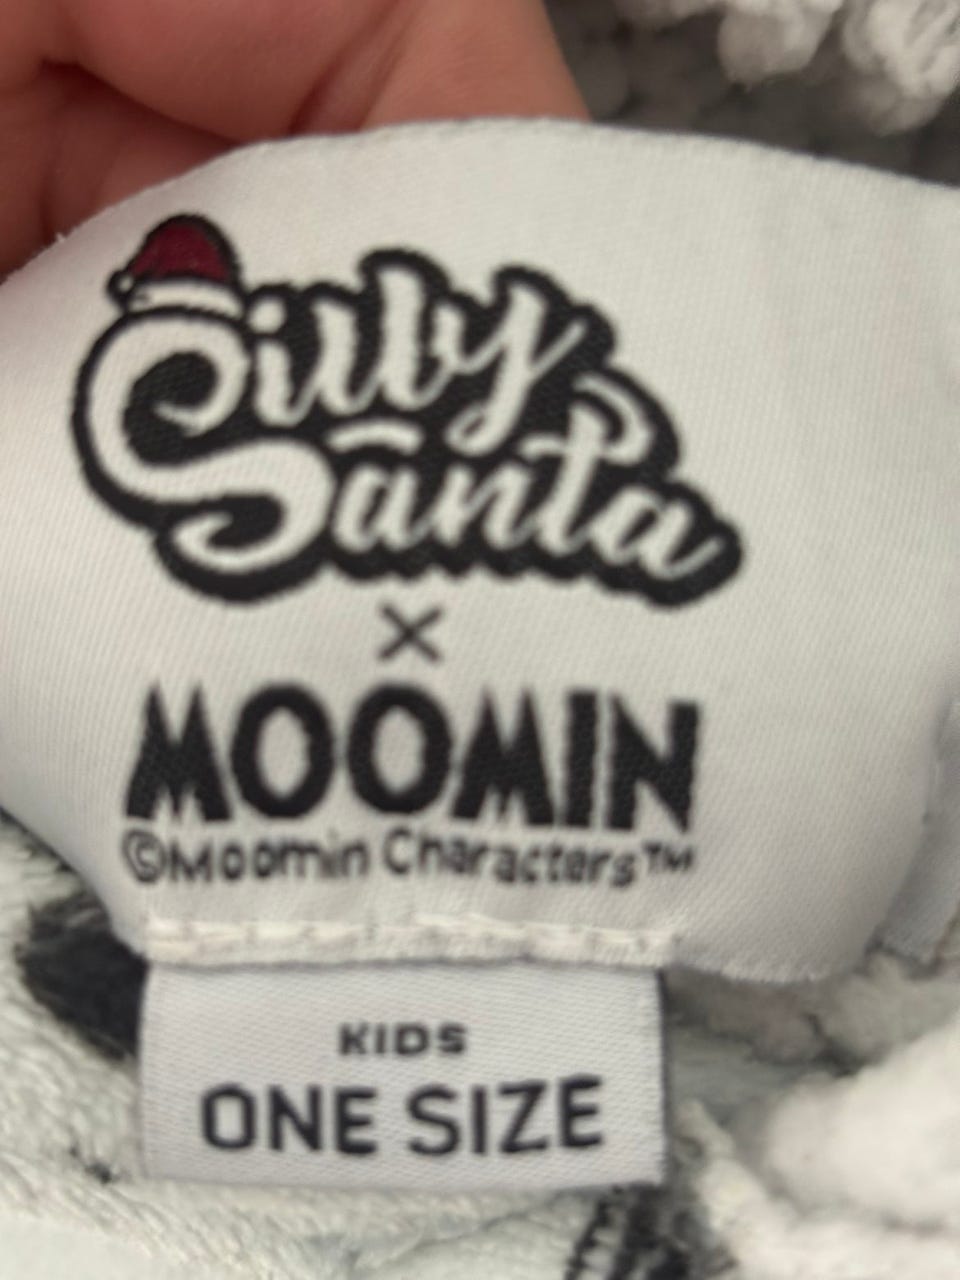 Silly
Santa
×
MOOMIN
©Moomin Characters™
KIDS
ONE SIZE